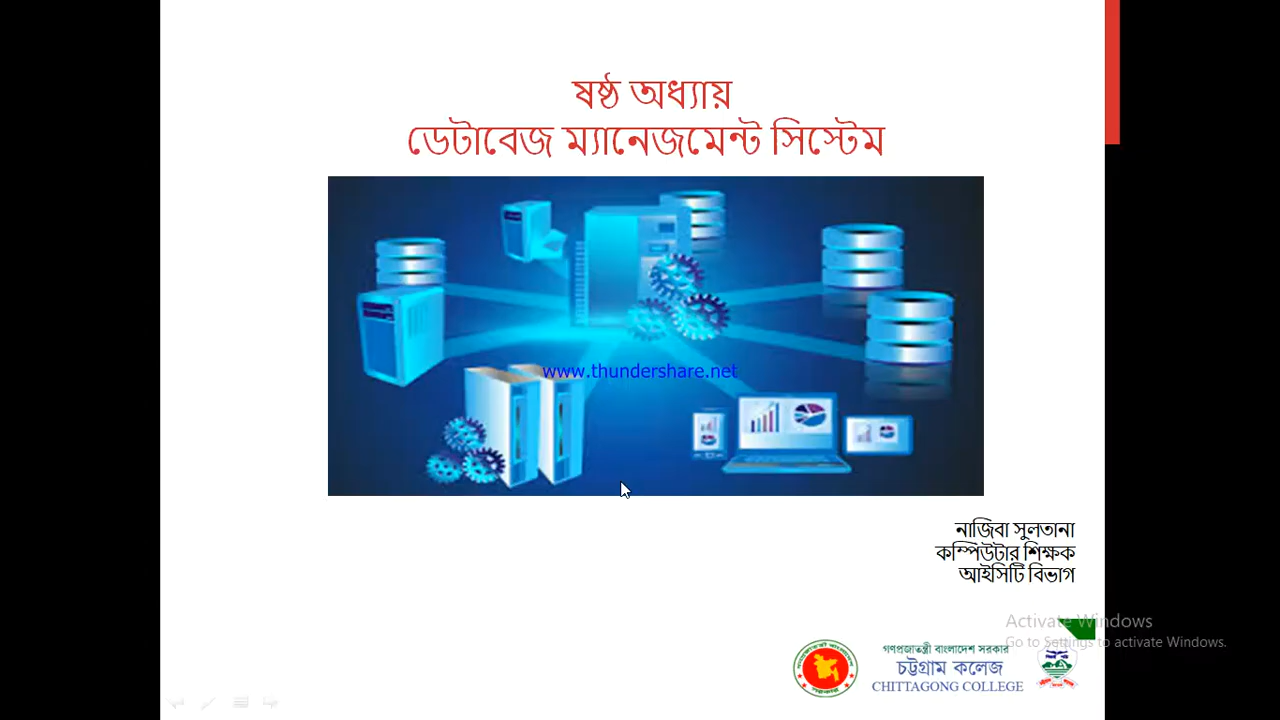 ষষ্ঠ অধ্যায়
ডেটাবেজ ম্যানেজমেন্ট সিস্টেম
www.thundershare.net
নাজিবা সুলতানা
কম্পিউটার শিক্ষক
আইসিটি বিভাগ
Activate Windows
Go to Settings to activate Windows.
গণপ্রজাতন্ত্রী বাংলাদেশ সরকার
চট্টগ্রাম কলেজ
CHITTAGONG COLLEGE